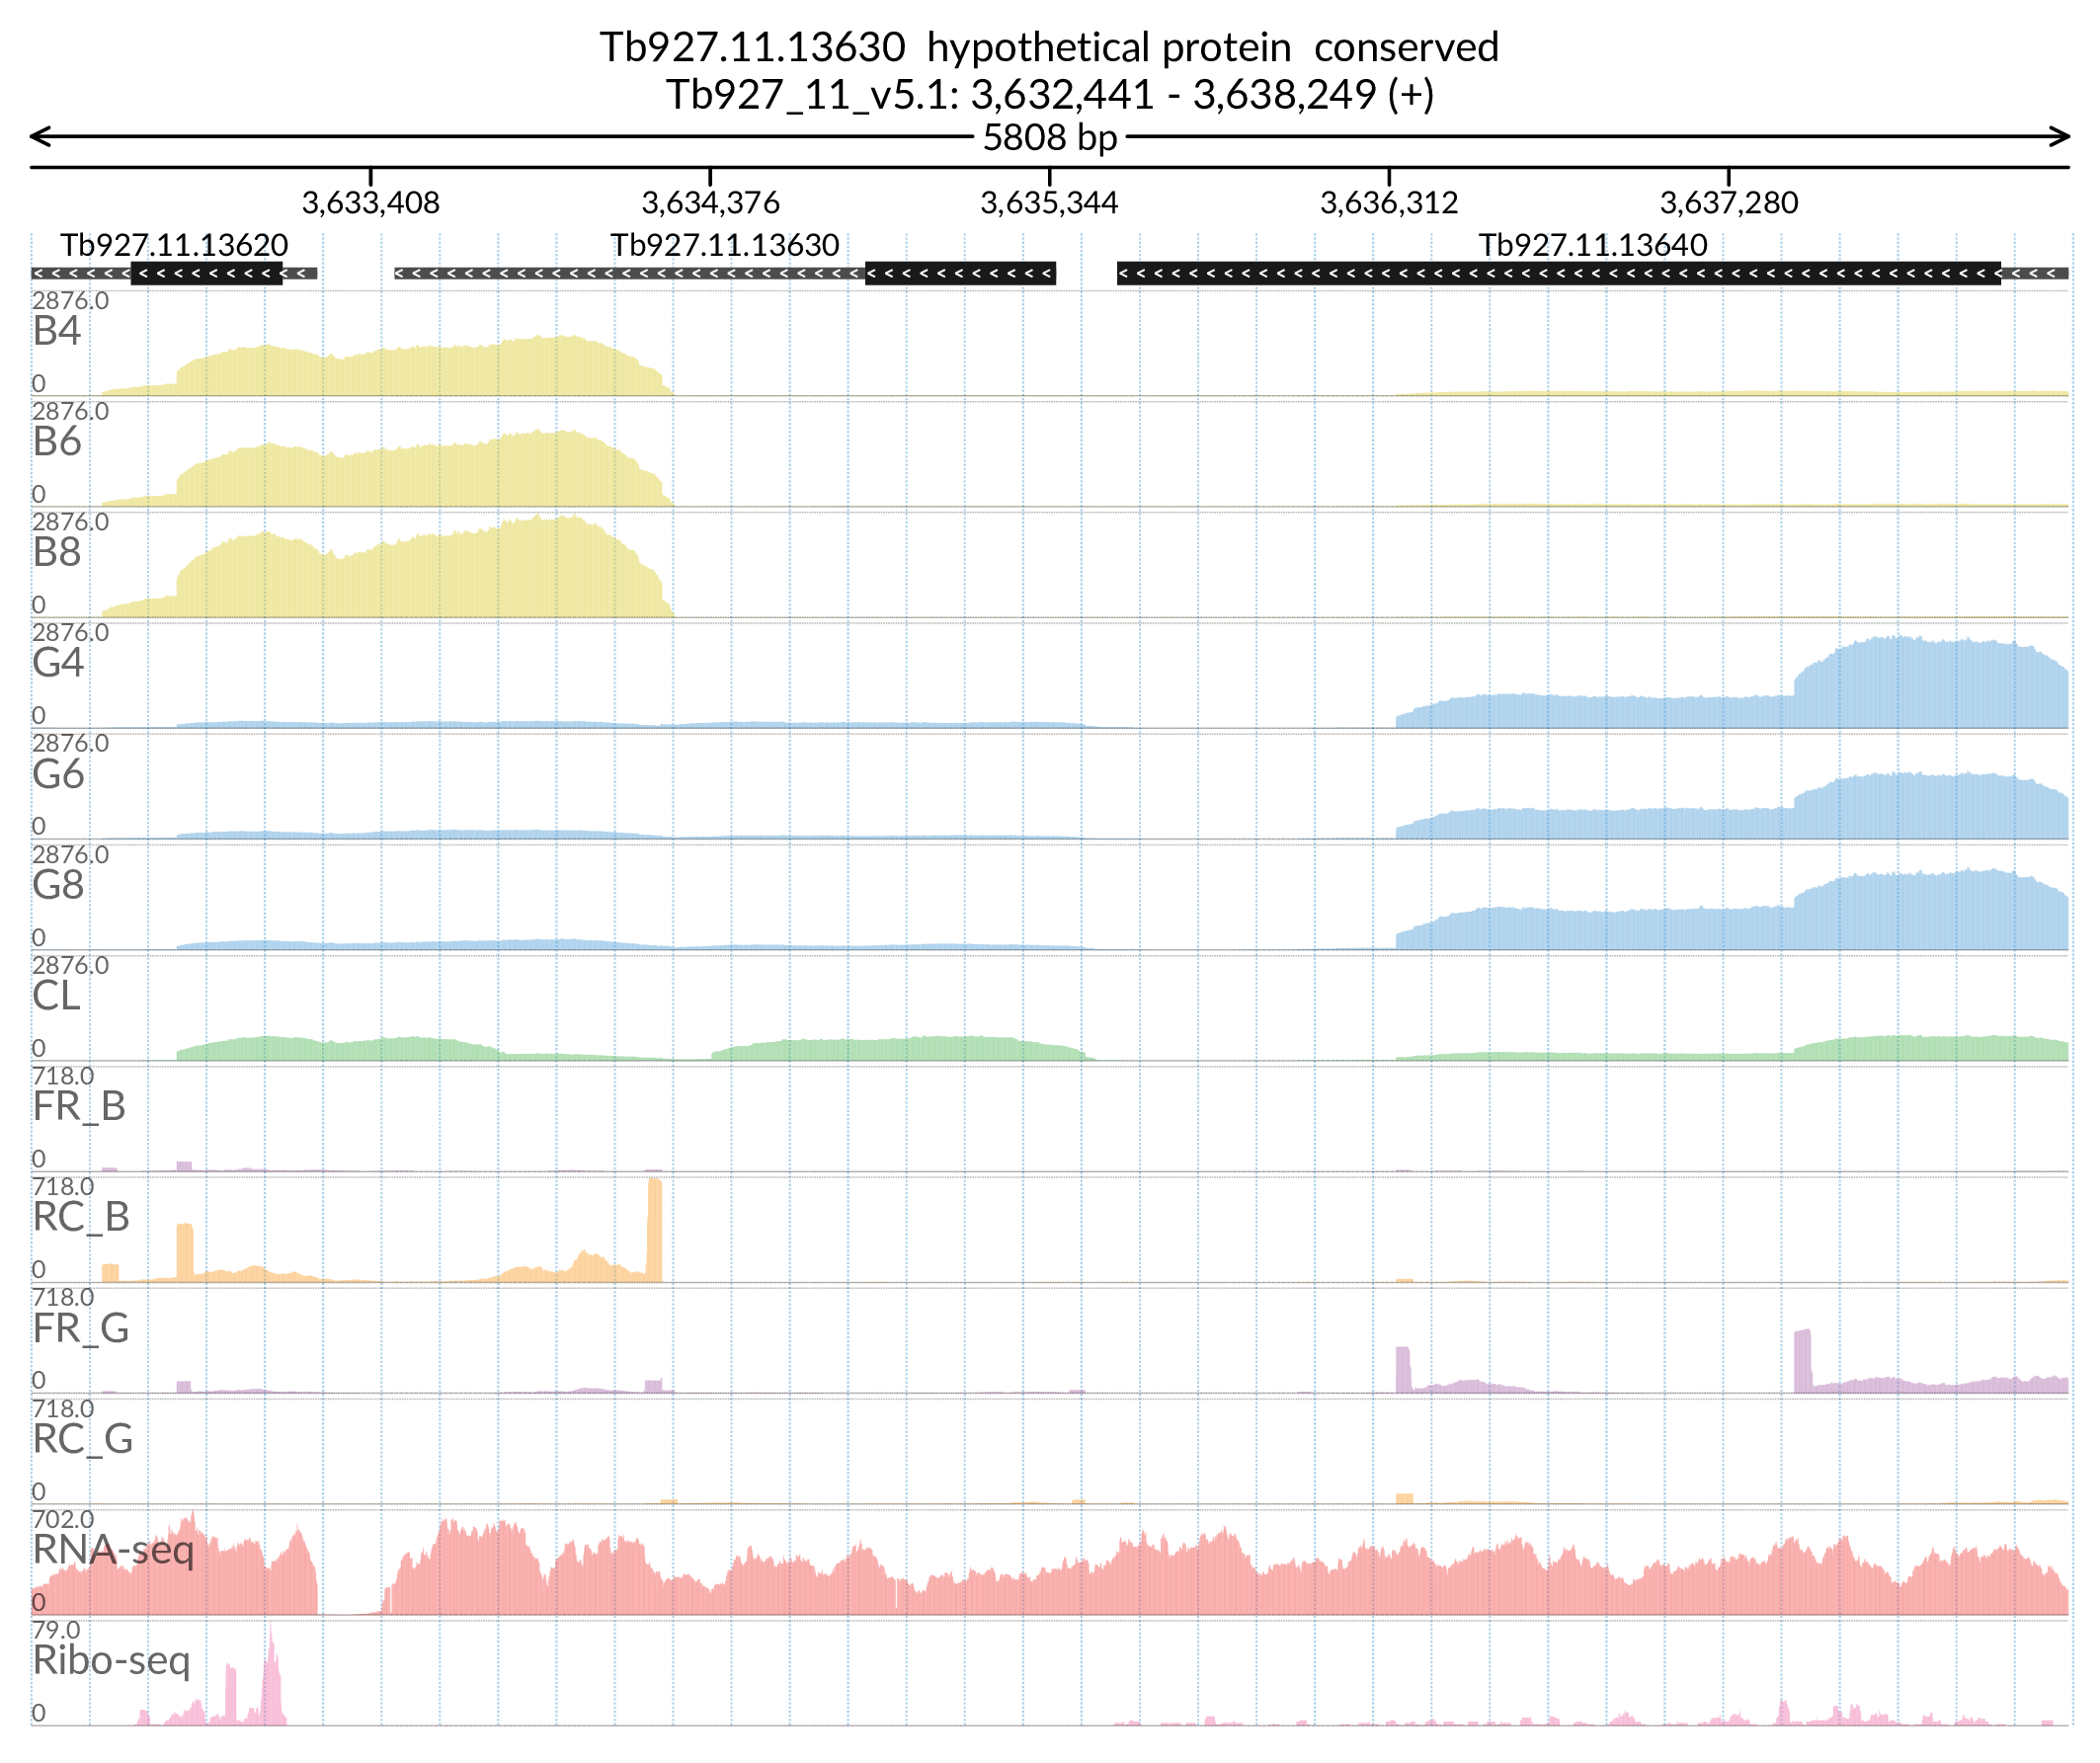 Tb927.11.13630 hypothetical protein conserved
Tb927_11_v5.1: 3,632,441 - 3,638,249 (+)
5808 bp
3,633,408 3,634,376 3,635,344 3,636,312 3,637,280
Tb927.11.13620 Tb927.11.13630 Tb927.11.13640
2876.0
B4
0
2876.0
B6
0
2876.0
B8
0
2876.0
G4
0
2876.0
G6
0
2876.0
G8
0
2876.0
CL
0
718.0
FR_B
0
718.0
RC_B
0
718.0
FR_G
0
718.0
RC_G
0
702.0
RNA-seq
0
79.0
Ribo-seq
0